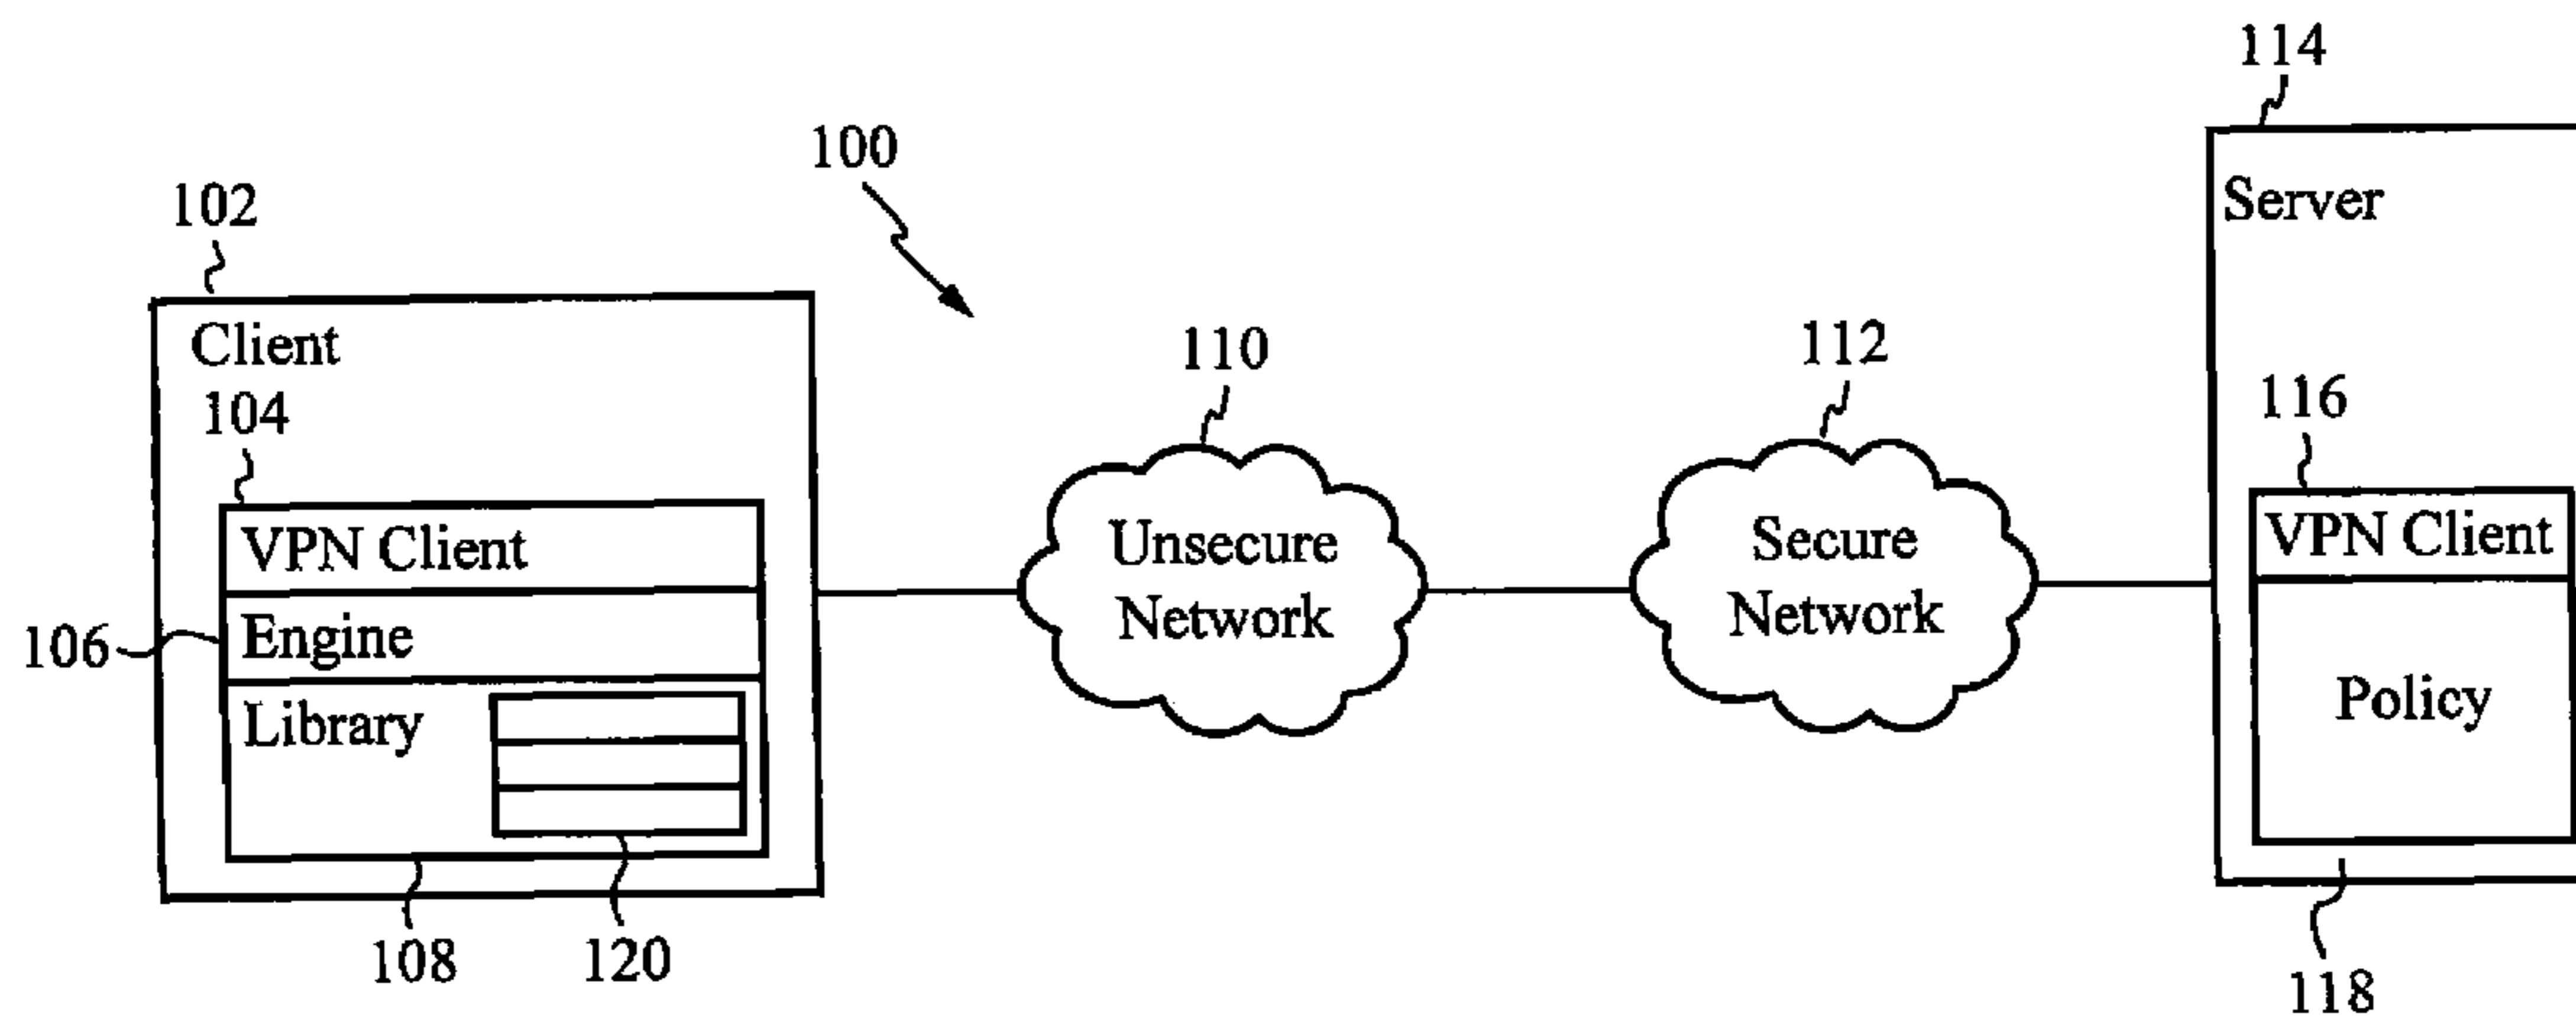 114
100
102
Server
Client
110
112
104
116
VPN Client
Unsecure
Network
Secure
Network
VPN Client
106
Engine
Library
Policy
108
120
118